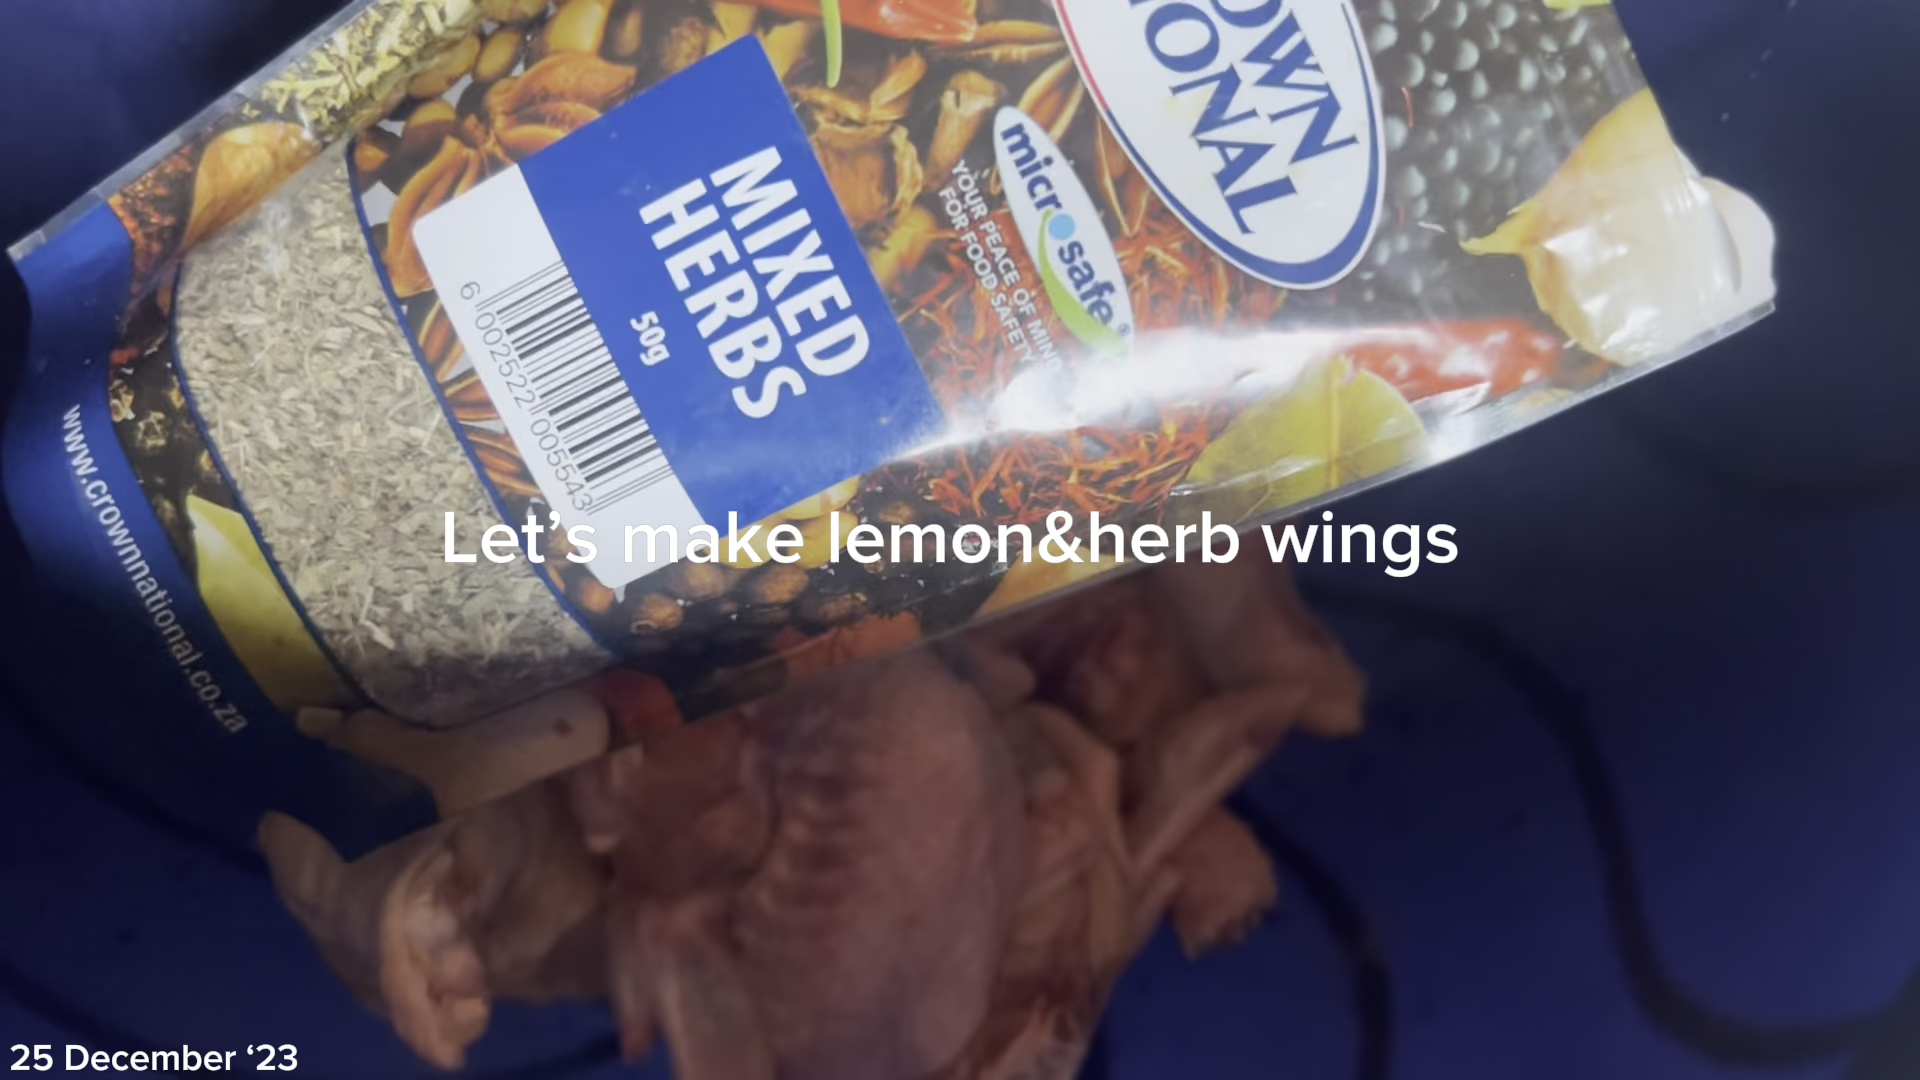 OWN
IONAL
micro safe
YOUR PEACE OF MIND
FOR FOOD SAFETY
MIXED
HERBS
50g
6 002522 005543
www.crownnational.co.za
Let’s make lemon&herb wings
25 December ‘23